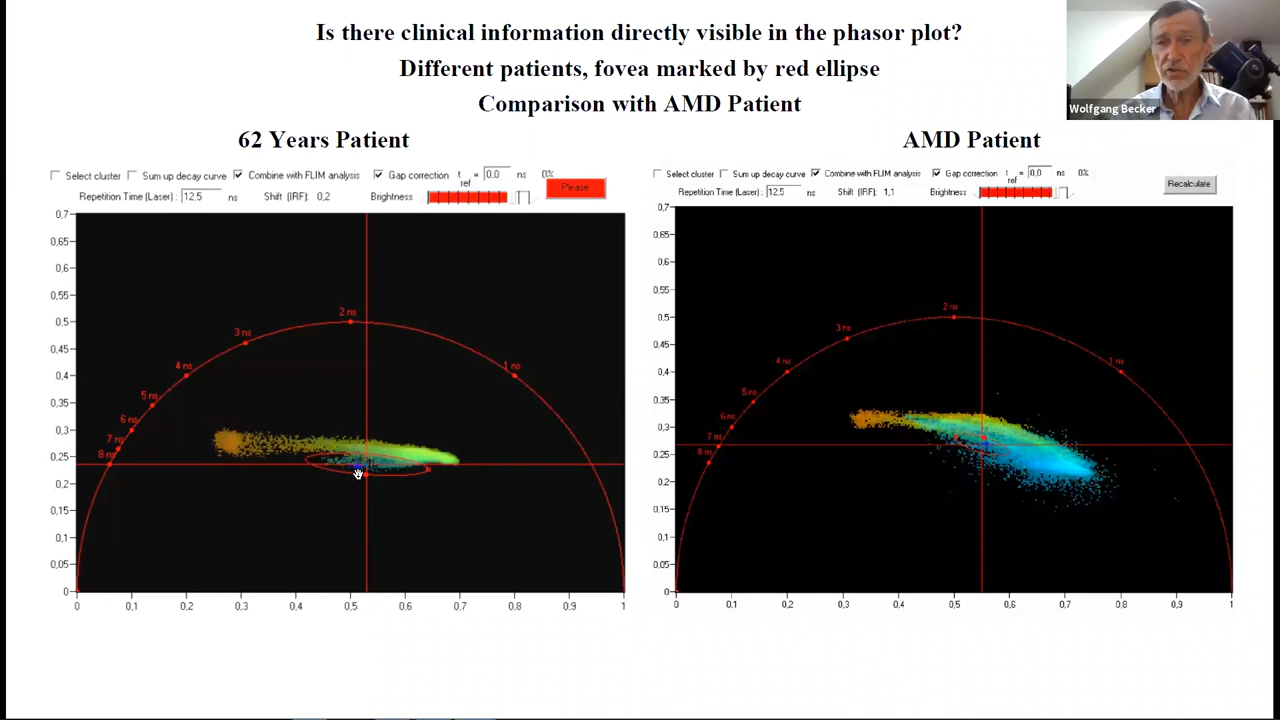 Is there clinical information directly visible in the phasor plot?
Different patients, fovea marked by red ellipse
Comparison with AMD Patient
Wolfgang Becker
62 Years Patient
AMD Patient
Select cluster Sum up decay curve Combine with FLIM analysis Gap correction t ref = 0,0 ns 0%
Repetition Time (Laser) : 12,5 ns Shift (IRF): 0,2 Brightness
Please
0,7
0,65
0,6
0,55
0,5
0,45
0,4
0,35
0,3
0,25
0,2
0,15
0,1
0,05
0
2 ns
3 ns
1 ns
4 ns
5 ns
6 ns
7 ns
8 ns
0 0,1 0,2 0,3 0,4 0,5 0,6 0,7 0,8 0,9 1
Select cluster Sum up decay curve Combine with FLIM analysis Gap correction t ref = 0,0 ns 0%
Repetition Time (Laser) : 12,5 ns Shift (IRF): 1,1 Brightness
Recalculate
0,7
0,65
0,6
0,55
0,5
0,45
0,4
0,35
0,3
0,25
0,2
0,15
0,1
0,05
0
2 ns
3 ns
1 ns
4 ns
5 ns
6 ns
7 ns
8 ns
0 0,1 0,2 0,3 0,4 0,5 0,6 0,7 0,8 0,9 1